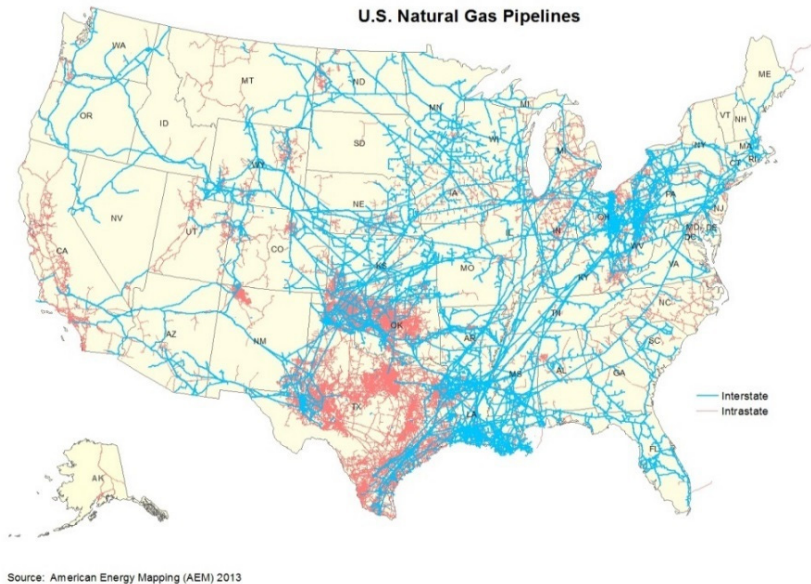 U.S. Natural Gas Pipelines
WA
MT
ND
MN
ME
OR
ID
SD
WI
MI
MI
VT
NH
NY
MA
CT
RI
WY
IA
PA
NJ
NE
OH
NV
UT
CO
IL
IN
WV
MD
DE
DC
CA
KS
MO
KY
VA
AZ
NM
OK
AR
TN
NC
SC
TX
LA
MS
AL
GA
FL
AK
Interstate
Intrastate
Source: American Energy Mapping (AEM) 2013